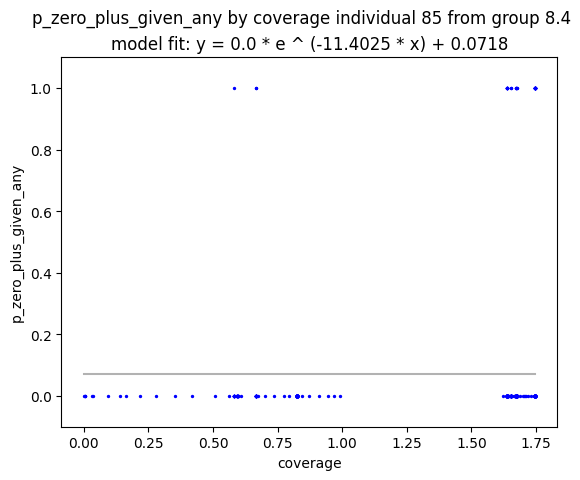 p_zero_plus_given_any by coverage individual 85 from group 8.4
model fit: y = 0.0 * e ^ (-11.4025 * x) + 0.0718
1.0
0.8
0.6
0.4
0.2
0.0
p_zero_plus_given_any
0.00 0.25 0.50 0.75 1.00 1.25 1.50 1.75
coverage